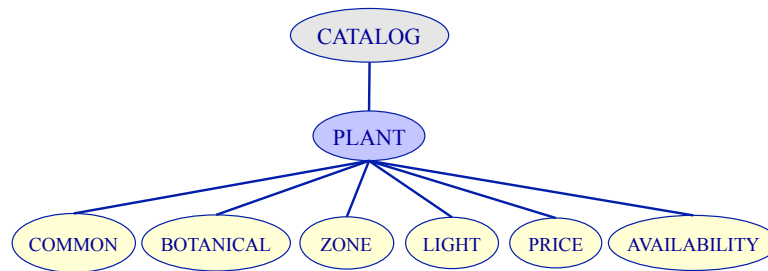 CATALOG
PLANT
COMMON BOTANICAL ZONE LIGHT PRICE AVAILABILITY